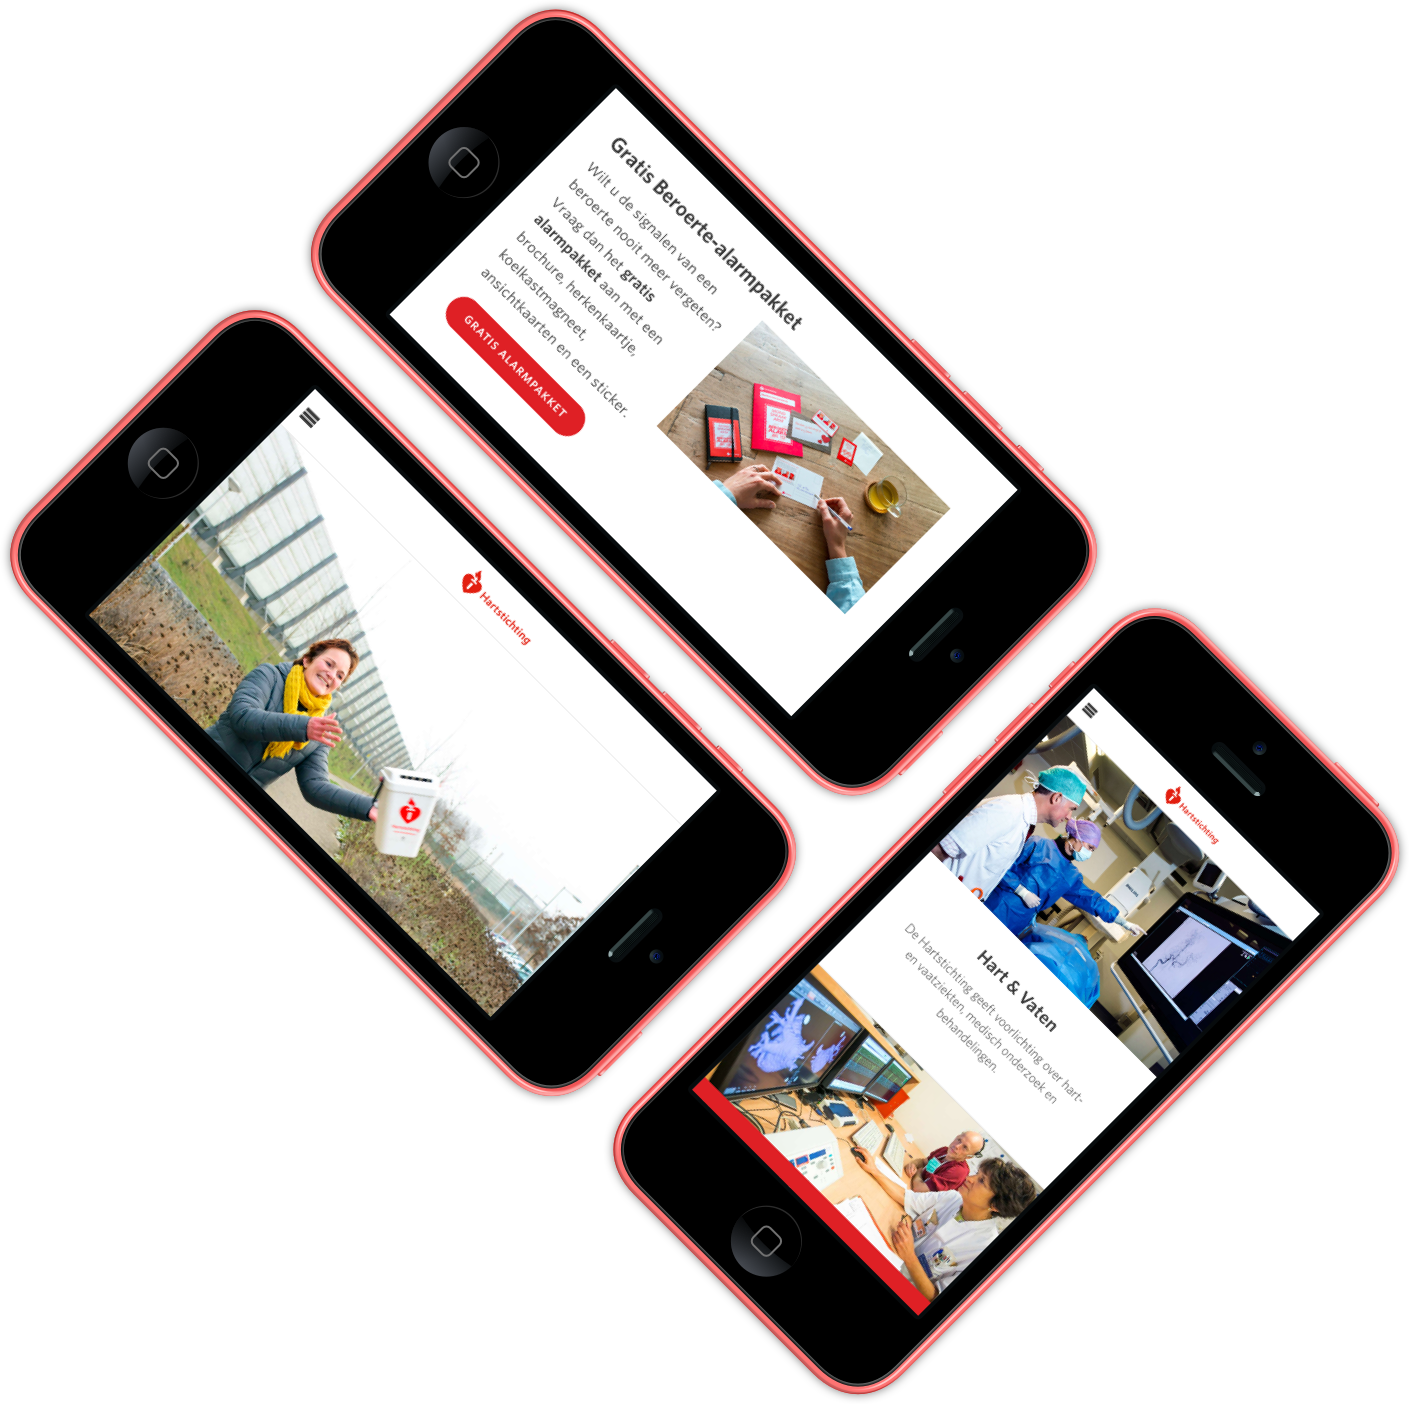 Gratis Beroerte-alarmpakket
Wilt u de signalen van een
beroerte nooit meer vergeten?
Vraag dan het gratis
alarmpakket aan met een
brochure, herkenkaartje,
koelkastmagneet,
ansichtkaarten en een sticker.
GRATIS ALARMPAKKET
Hartstichting
Hartstichting
Hart & Vaten
De Hartstichting geeft voorlichting over hart-
en vaatziekten, medisch onderzoek en
behandelingen.